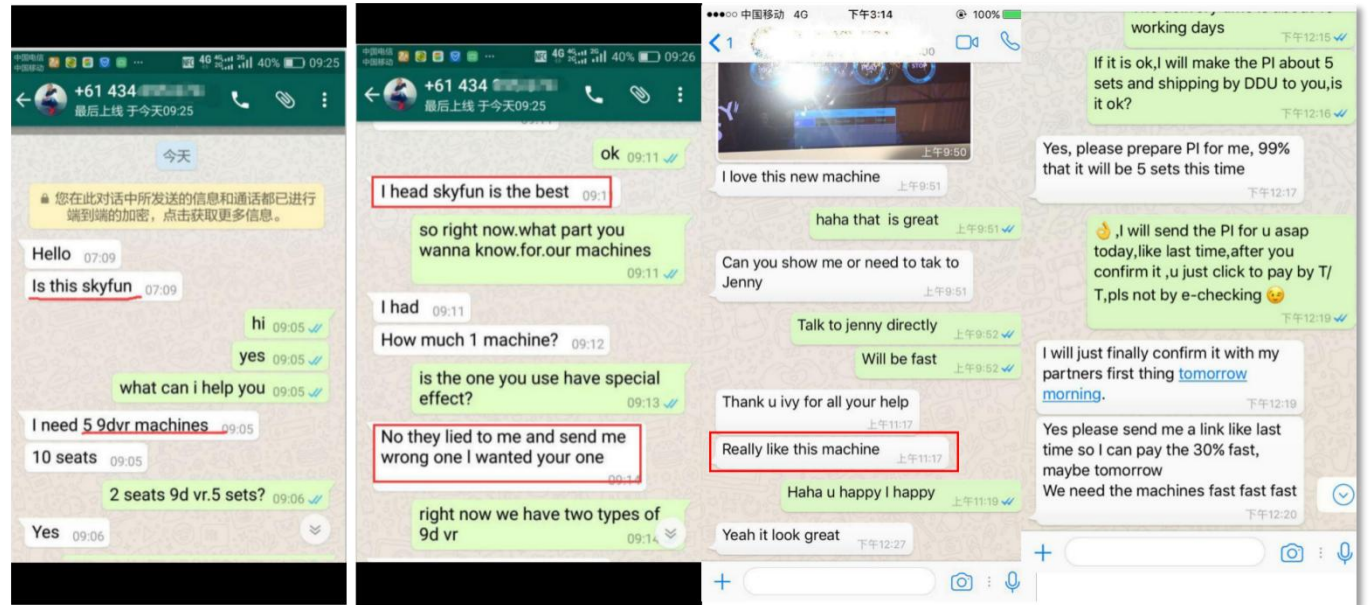 中国电信
中国移动
4G
40%
09:25
+61 434
最后上线 于今天09:25
今天
您在此对话中所发送的信息和通话都已进行
端到端的加密，点击获取更多信息。
Hello 07:09
Is this skyfun 07:09
hi 09:05
yes 09:05
what can i help you 09:05
I need 5 9dvr machines 09:05
10 seats 09:05
2 seats 9d vr.5 sets? 09:06
Yes 09:06
中国电信
中国移动
4G
40%
09:26
+61 434
最后上线 于今天09:25
ok 09:11
I head skyfun is the best 09:11
so right now.what part you
wanna know.for.our machines
09:11
I had 09:11
How much 1 machine? 09:12
is the one you use have special
effect?
09:13
No they lied to me and send me
wrong one I wanted your one
09:14
right now we have two types of
9d vr
09:14
中国移动 4G 下午3:14 100%
1
上午9:50
I love this new machine 上午9:51
haha that is great 上午9:51
Can you show me or need to tak to
Jenny
上午9:51
Talk to jenny directly 上午9:52
Will be fast 上午9:52
Thank u ivy for all your help
上午11:17
Really like this machine 上午11:17
Haha u happy I happy 上午11:19
Yeah it look great 下午12:27
working days
下午12:15
If it is ok,I will make the PI about 5
sets and shipping by DDU to you,is
it ok?
下午12:16
Yes, please prepare PI for me, 99%
that it will be 5 sets this time
下午12:17
👌,I will send the PI for u asap
today,like last time,after you
confirm it ,u just click to pay by T/
T,pls not by e-checking 😉
下午12:19
I will just finally confirm it with my
partners first thing tomorrow
morning.
下午12:19
Yes please send me a link like last
time so I can pay the 30% fast,
maybe tomorrow
We need the machines fast fast fast
下午12:20